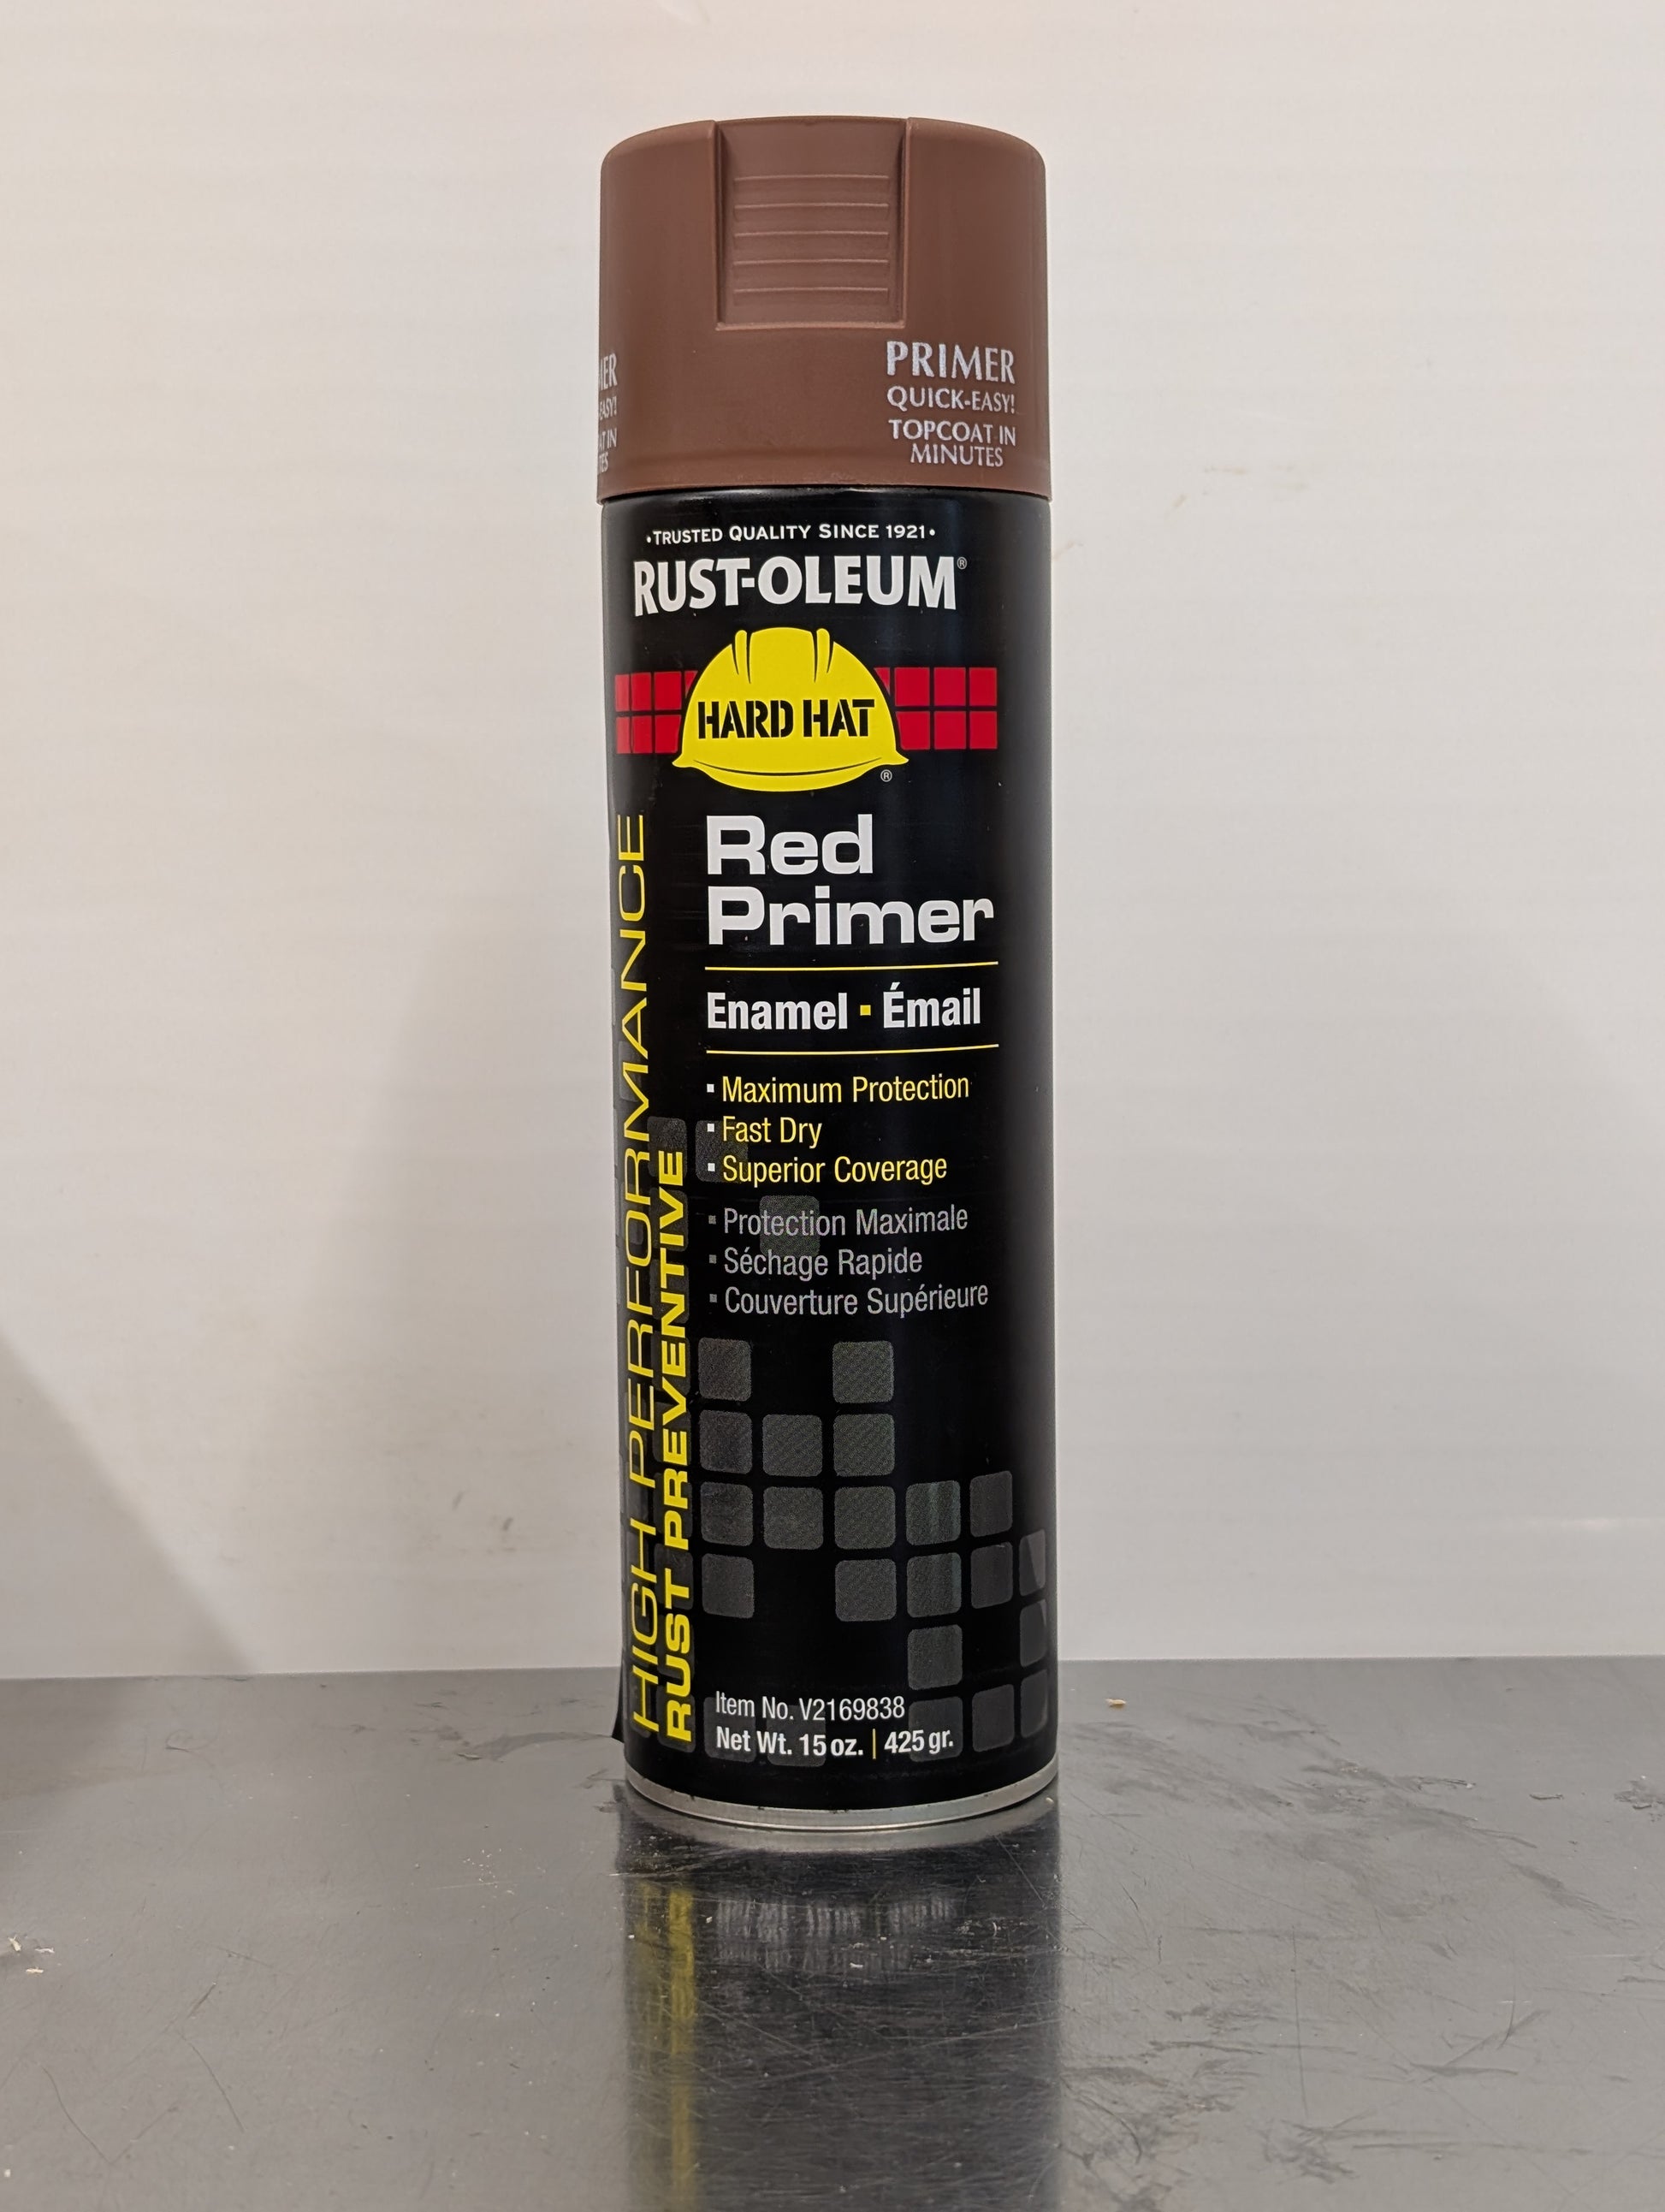 PRIMER
QUICK-EASY!
TOPCOAT IN
MINUTES
•TRUSTED QUALITY SINCE 1921•
RUST-OLEUM®
HARD HAT
®
Red
Primer
Enamel ▪ Émail
▪ Maximum Protection
▪ Fast Dry
▪ Superior Coverage
▪ Protection Maximale
▪ Séchage Rapide
▪ Couverture Supérieure
HIGH PERFORMANCE
RUST PREVENTIVE
Item No. V2169838
Net Wt. 15 oz. | 425 gr.